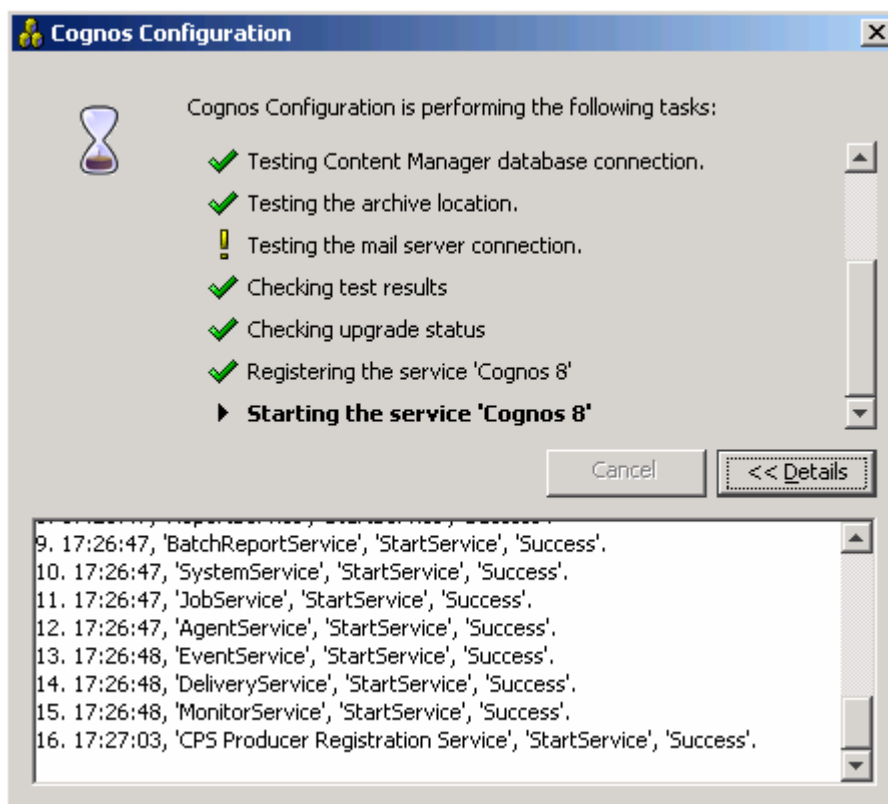 Cognos Configuration
Cognos Configuration is performing the following tasks:
Testing Content Manager database connection.
Testing the archive location.
Testing the mail server connection.
Checking test results
Checking upgrade status
Registering the service 'Cognos 8'
Starting the service 'Cognos 8'
Cancel
<< Details
9. 17:26:47, 'BatchReportService', 'StartService', 'Success'.
10. 17:26:47, 'SystemService', 'StartService', 'Success'.
11. 17:26:47, 'JobService', 'StartService', 'Success'.
12. 17:26:47, 'AgentService', 'StartService', 'Success'.
13. 17:26:48, 'EventService', 'StartService', 'Success'.
14. 17:26:48, 'DeliveryService', 'StartService', 'Success'.
15. 17:26:48, 'MonitorService', 'StartService', 'Success'.
16. 17:27:03, 'CPS Producer Registration Service', 'StartService', 'Success'.